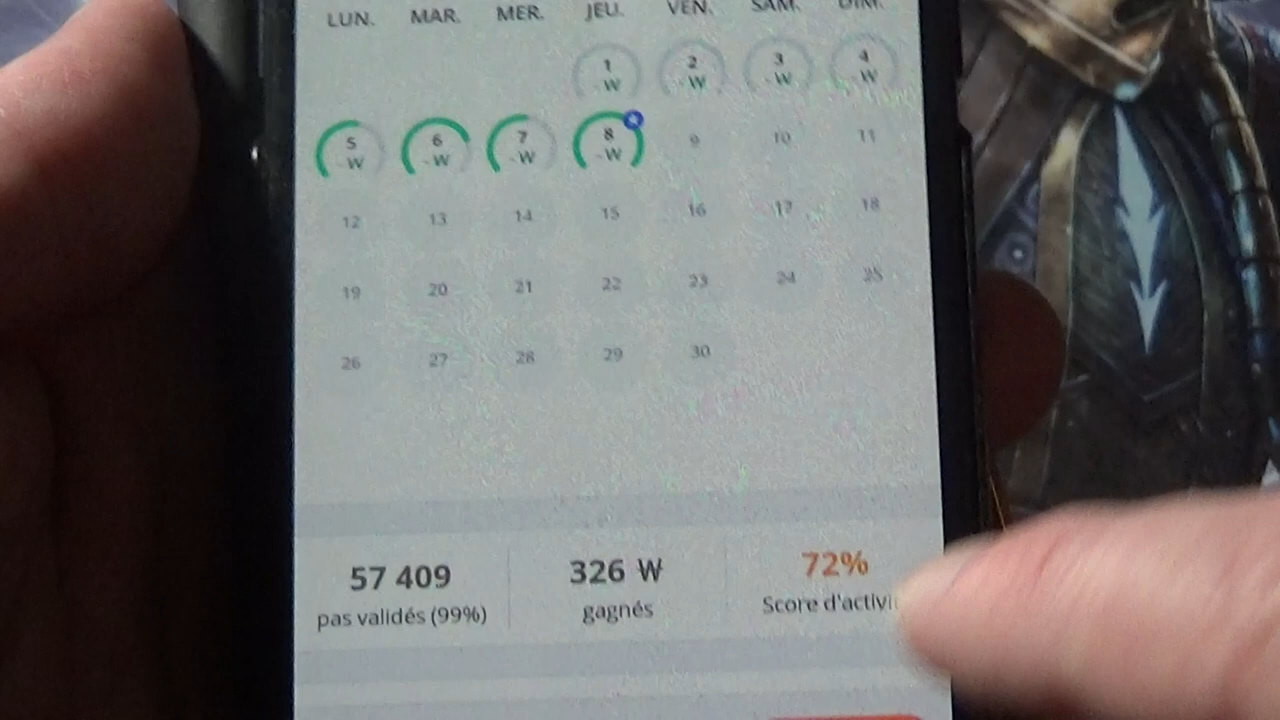 LUN. MAR. MER. JEU. VEN. SAM. DIM.
1 2 3 4
- W - W - W - W
5 6 7 8 9 10 11
- W - W - W - W
12 13 14 15 16 17 18
19 20 21 22 23 24 25
26 27 28 29 30
57 409 326 W 72%
pas validés (99%) gagnés Score d'activi